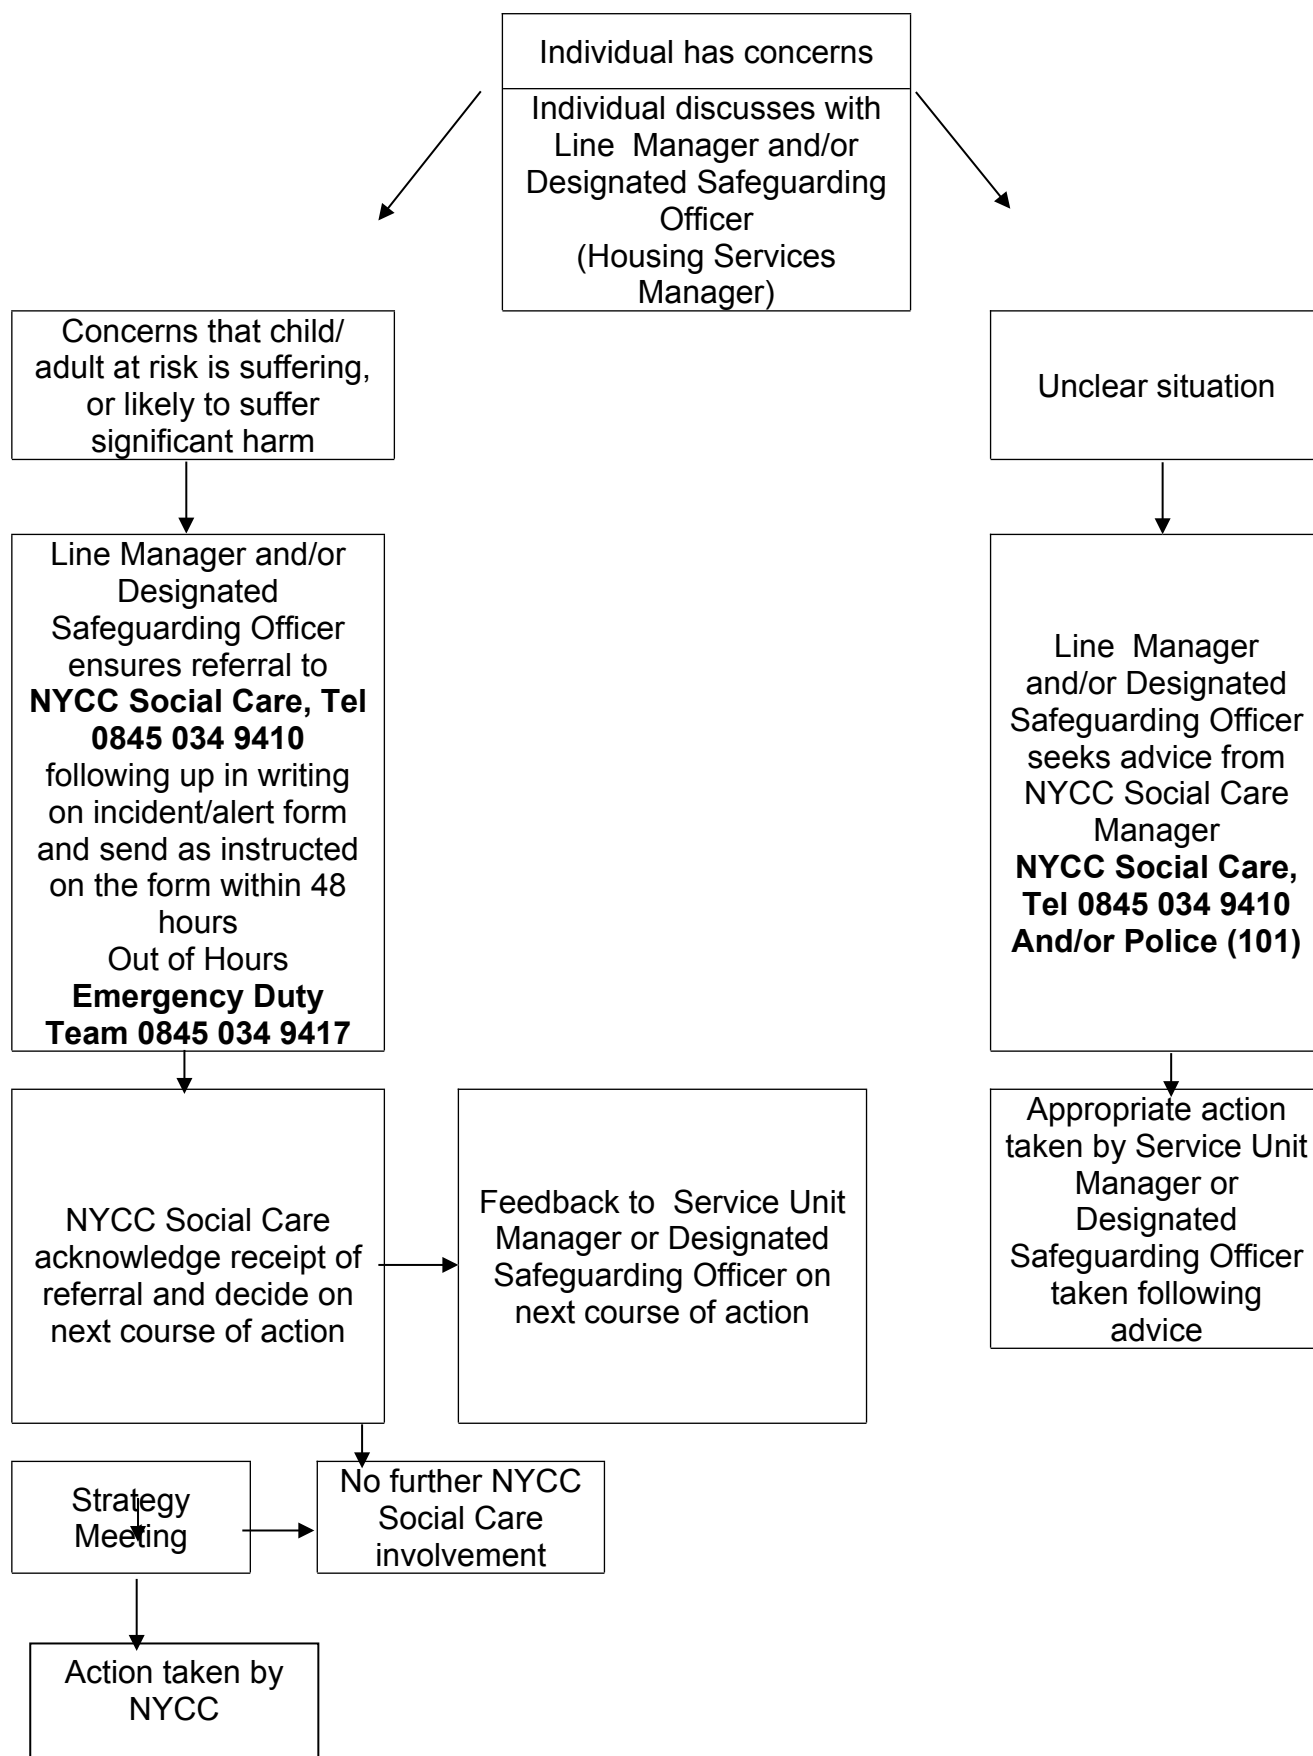 Individual has concerns
Individual discusses with
Line  Manager and/or
Designated Safeguarding
Officer
(Housing Services
Manager)
Concerns that child/
adult at risk is suffering,
or likely to suffer
significant harm
Unclear situation
Line Manager and/or
Designated
Safeguarding Officer
ensures referral to
NYCC Social Care, Tel
0845 034 9410
following up in writing
on incident/alert form
and send as instructed
on the form within 48
hours
Out of Hours
Emergency Duty
Team 0845 034 9417
Line  Manager
and/or Designated
Safeguarding Officer
seeks advice from
NYCC Social Care
Manager
NYCC Social Care,
Tel 0845 034 9410
And/or Police (101)
NYCC Social Care
acknowledge receipt of
referral and decide on
next course of action
Feedback to  Service Unit
Manager or Designated
Safeguarding Officer on
next course of action
Appropriate action
taken by Service Unit
Manager or
Designated
Safeguarding Officer
taken following
advice
Strategy
Meeting
No further NYCC
Social Care
involvement
Action taken by
NYCC